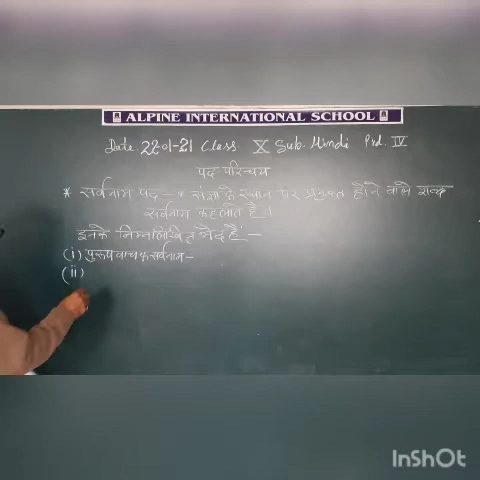 ALPINE INTERNATIONAL SCHOOL
Date 22-01-21 Class. X Sub. Hindi Prd. IV
पद परिचय
* सर्वनाम पद -* संज्ञा के स्थान पर प्रयुक्त होने वाले शब्द
सर्वनाम कहलाते है।
इनके निम्नलिखित भेद हैं -
(i) पुरुषवाचक सर्वनाम -
(ii)
InShOt